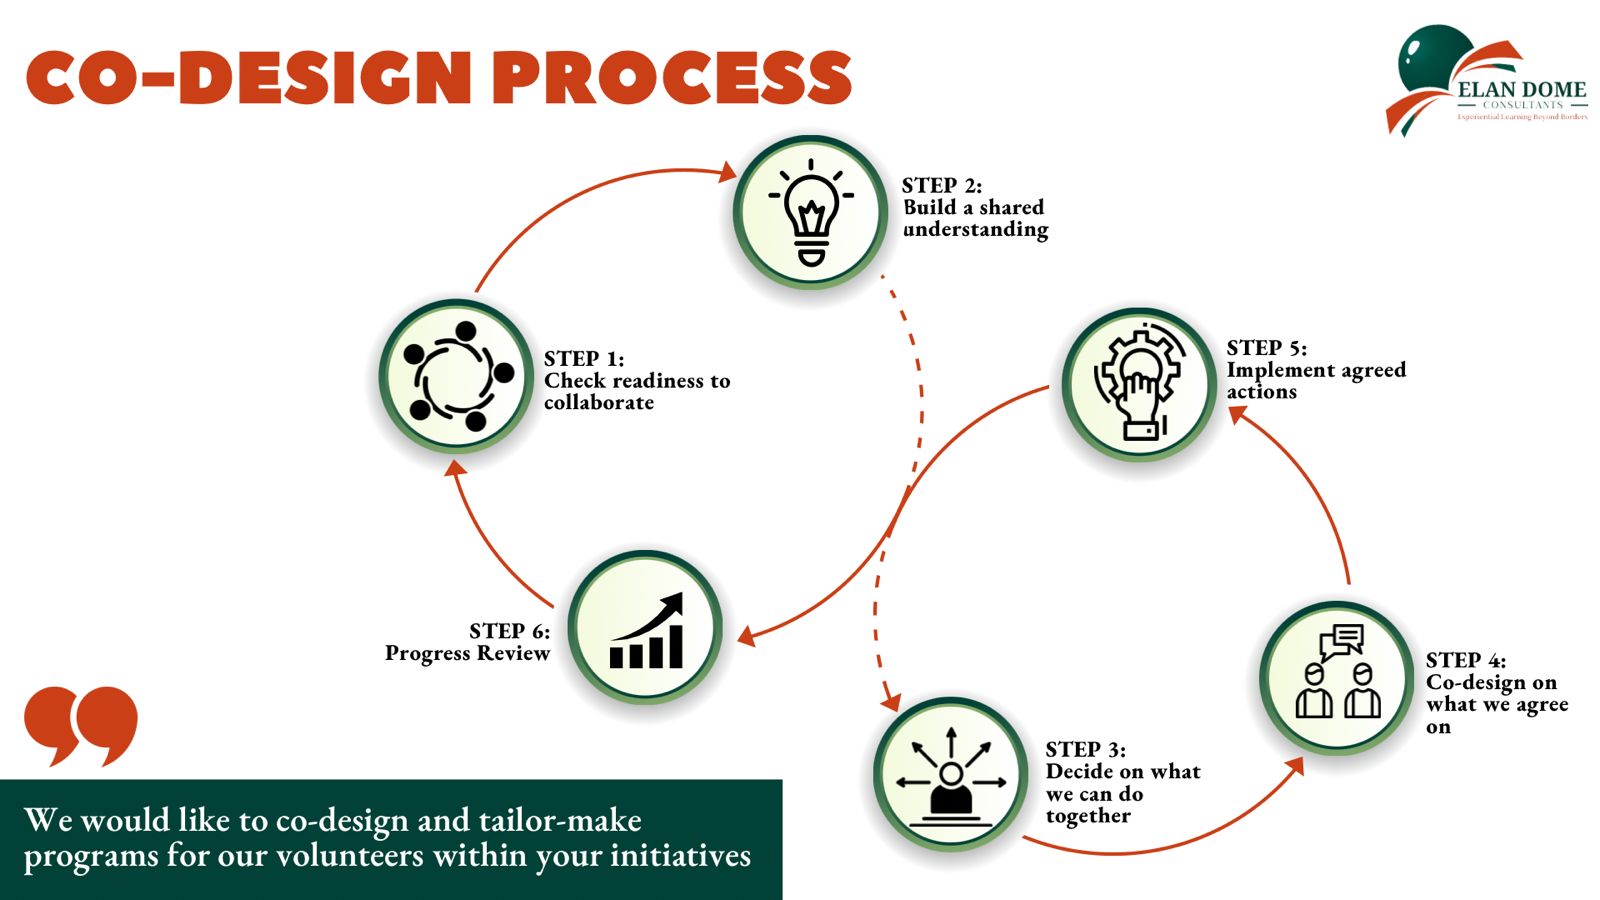 CO-DESIGN PROCESS
ELAN DOME
CONSULTANTS
Experiential Learning Beyond Borders
STEP 1:
Check readiness to
collaborate
STEP 2:
Build a shared
understanding
STEP 3:
Decide on what
we can do
together
STEP 4:
Co-design on
what we agree
on
STEP 5:
Implement agreed
actions
STEP 6:
Progress Review
We would like to co-design and tailor-make
programs for our volunteers within your initiatives